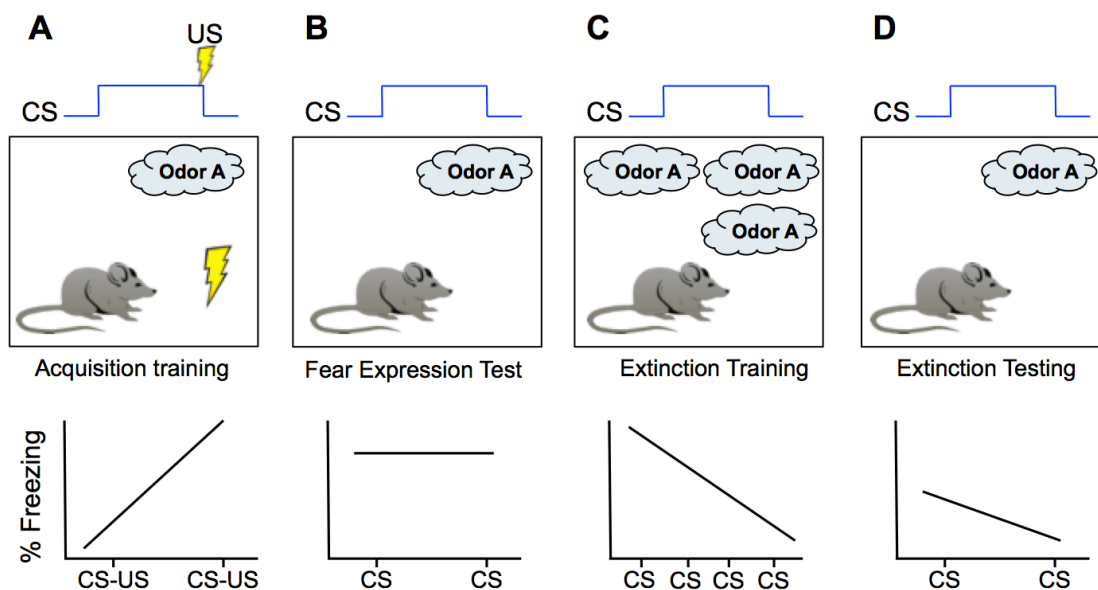 A
B
C
D
US
CS
CS
CS
CS
Odor A
Odor A
Odor A
Odor A
Odor A
Odor A
Acquisition training
Fear Expression Test
Extinction Training
Extinction Testing
% Freezing
CS-US CS-US
CS CS
CS CS CS CS
CS CS